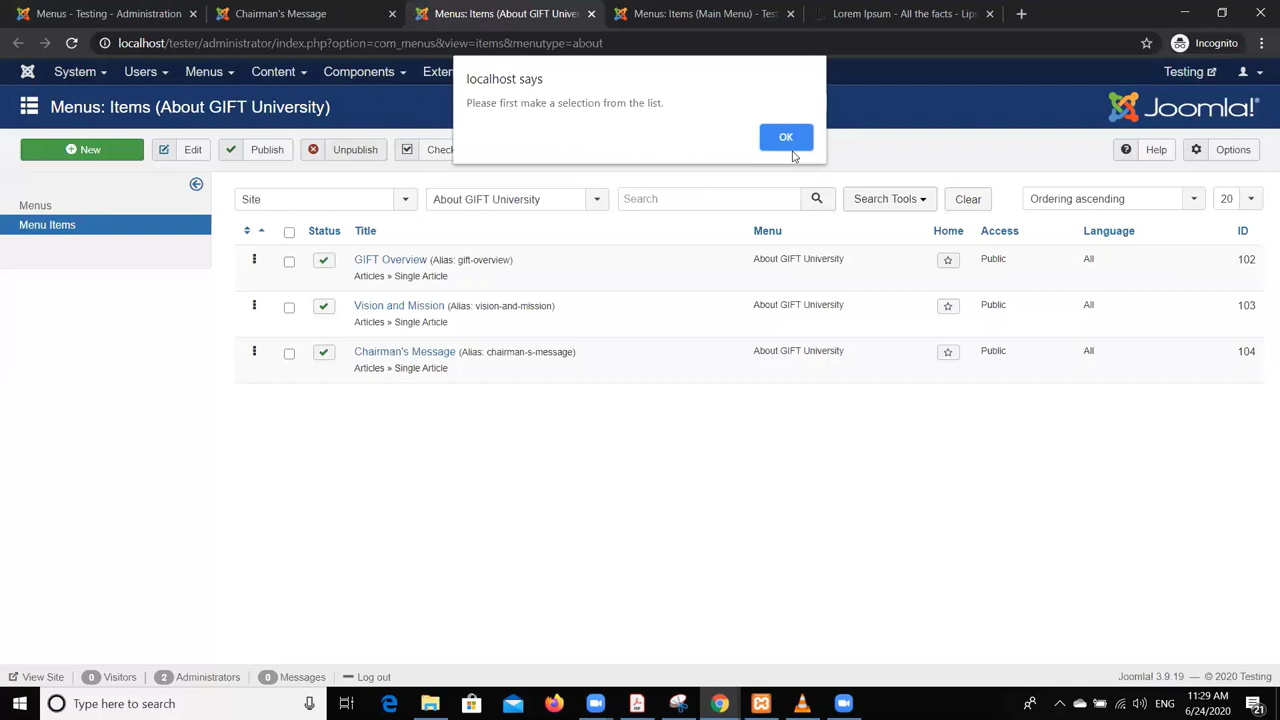 Menus - Testing - Administration
Chairman's Message
Menus: Items (About GIFT Univer
Menus: Items (Main Menu) - Test
Lorem Ipsum - All the facts - Lips
localhost/tester/administrator/index.php?option=com_menus&view=items&menutype=about
Incognito
System
Users
Menus
Content
Components
Exten
Testing
localhost says
Please first make a selection from the list.
OK
Menus: Items (About GIFT University)
Joomla!®
New
Edit
Publish
Unpublish
Check
Help
Options
Menus
Menu Items
Site
About GIFT University
Search
Search Tools
Clear
Ordering ascending
20
Status Title Menu Home Access Language ID
GIFT Overview (Alias: gift-overview) About GIFT University Public All 102
Articles » Single Article
Vision and Mission (Alias: vision-and-mission) About GIFT University Public All 103
Articles » Single Article
Chairman's Message (Alias: chairman-s-message) About GIFT University Public All 104
Articles » Single Article
View Site 0 Visitors 2 Administrators 0 Messages Log out
Joomla! 3.9.19 — © 2020 Testing
Type here to search
ENG
11:29 AM
6/24/2020
21